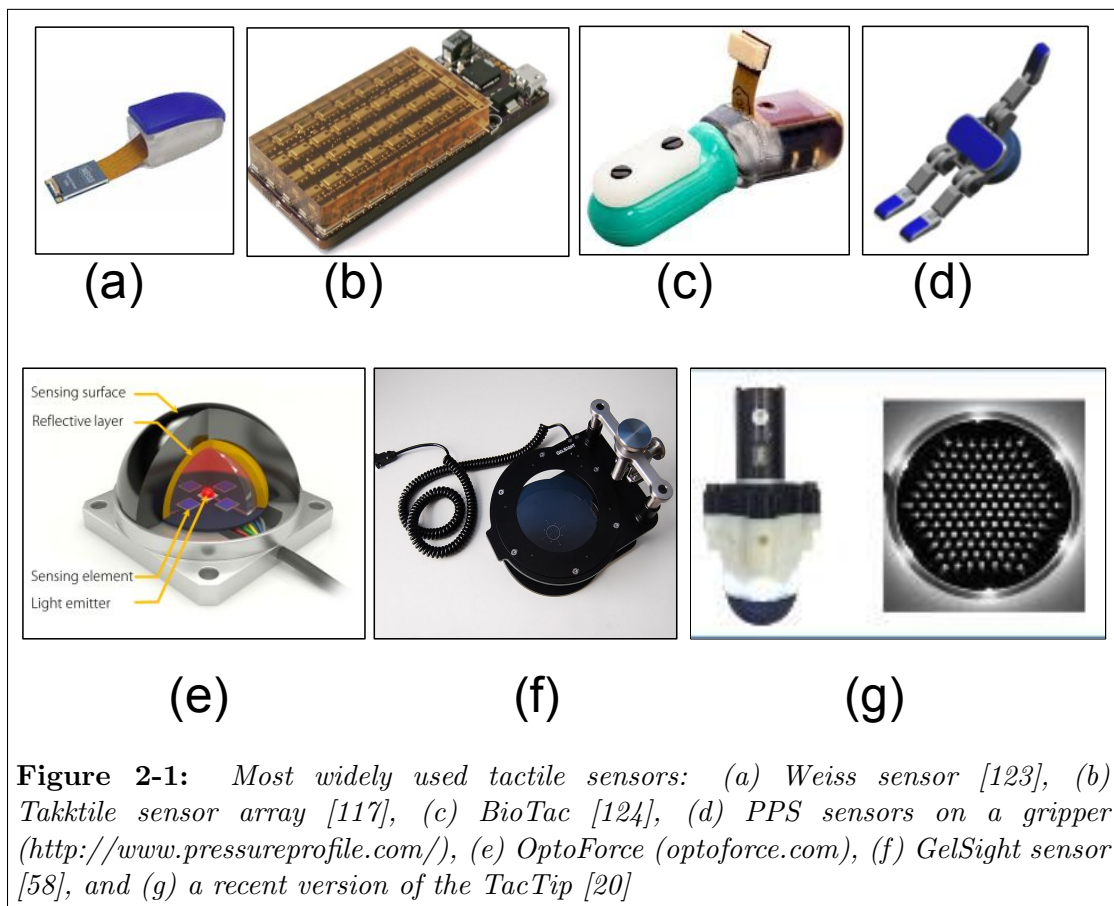 WEISS
(a)
(b)
(c)
(d)
Sensing surface
Reflective layer
Sensing element
Light emitter
GELSIGHT
(e)
(f)
(g)
Figure 2-1: Most widely used tactile sensors: (a) Weiss sensor [123], (b)
Takktile sensor array [117], (c) BioTac [124], (d) PPS sensors on a gripper
(http://www.pressureprofile.com/), (e) OptoForce (optoforce.com), (f) GelSight sensor
[58], and (g) a recent version of the TacTip [20]